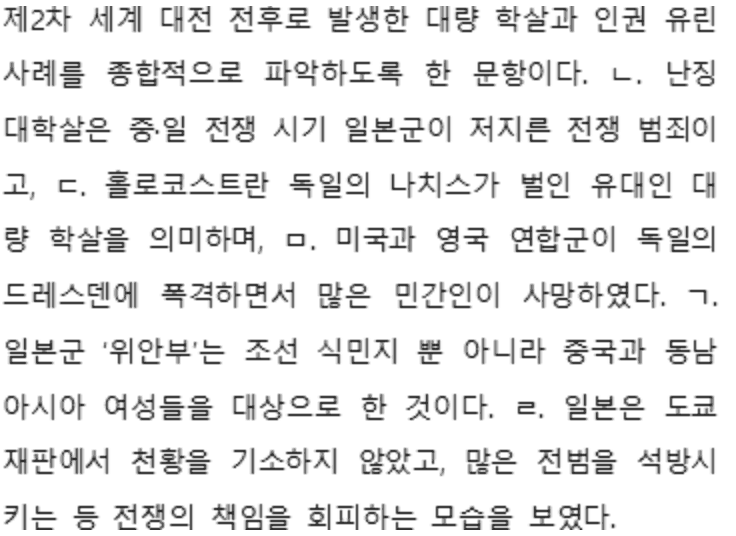 제2차 세계 대전 전후로 발생한 대량 학살과 인권 유린
사례를 종합적으로 파악하도록 한 문항이다. ㄴ. 난징
대학살은 중·일 전쟁 시기 일본군이 저지른 전쟁 범죄이
고, ㄷ. 홀로코스트란 독일의 나치스가 벌인 유대인 대
량 학살을 의미하며, ㅁ. 미국과 영국 연합군이 독일의
드레스덴에 폭격하면서 많은 민간인이 사망하였다. ㄱ.
일본군 '위안부'는 조선 식민지 뿐 아니라 중국과 동남
아시아 여성들을 대상으로 한 것이다. ㄹ. 일본은 도쿄
재판에서 천황을 기소하지 않았고, 많은 전범을 석방시
키는 등 전쟁의 책임을 회피하는 모습을 보였다.